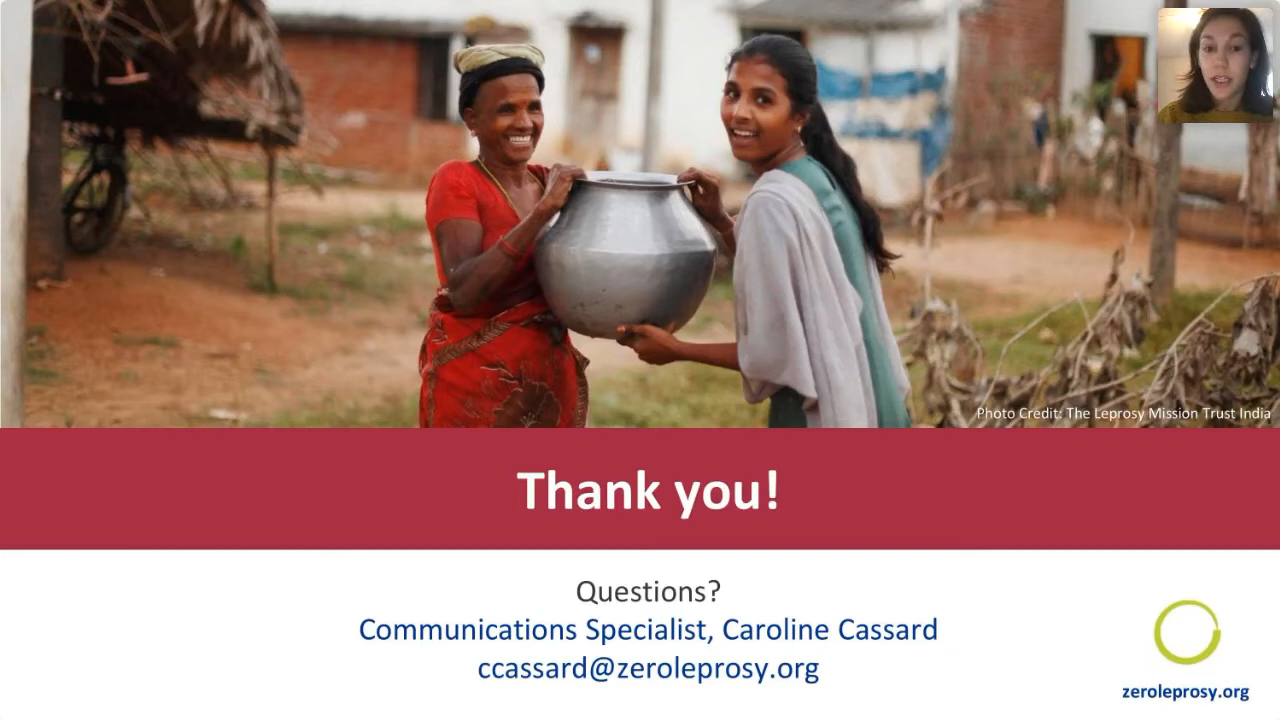 Photo Credit: The Leprosy Mission Trust India
Thank you!
Questions?
Communications Specialist, Caroline Cassard
ccassard@zeroleprosy.org
zeroleprosy.org